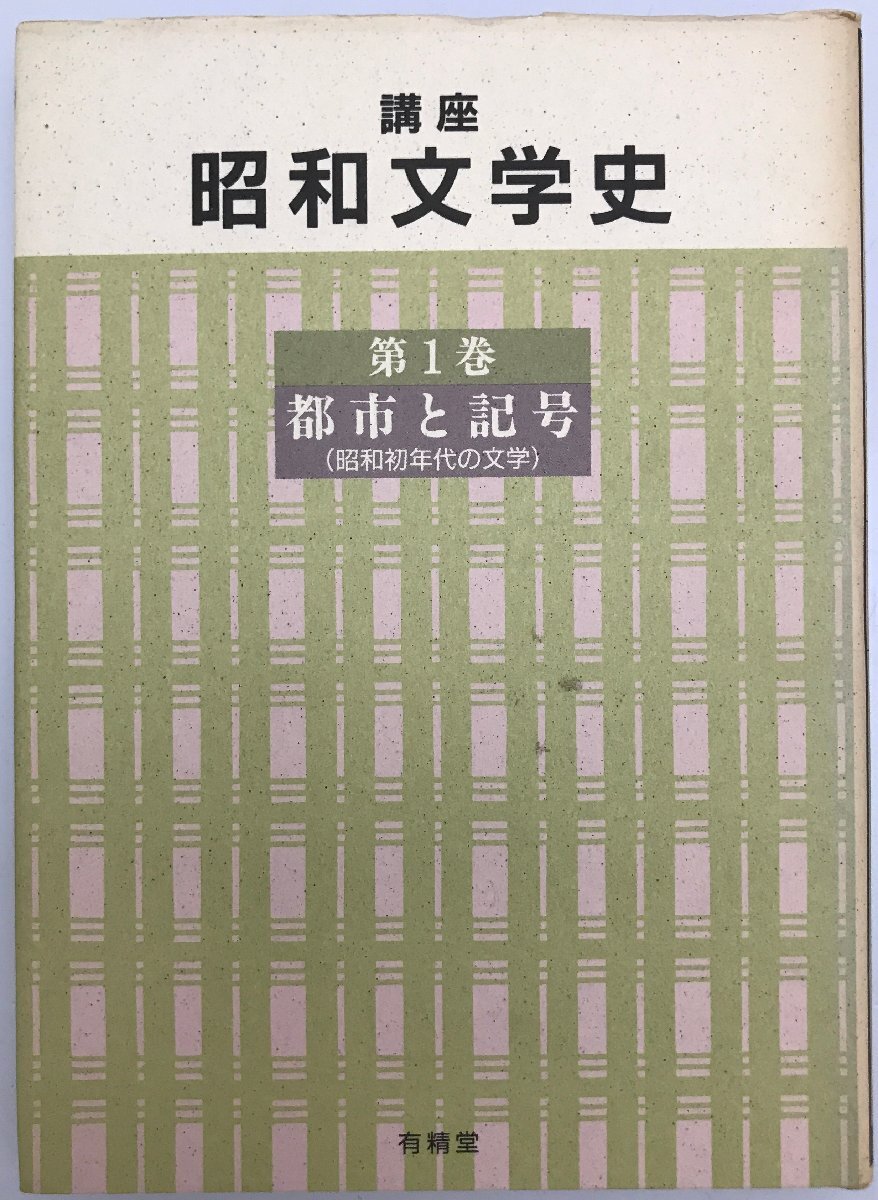 講座
昭和文学史
第1巻
都市と記号
（昭和初年代の文学）
有精堂